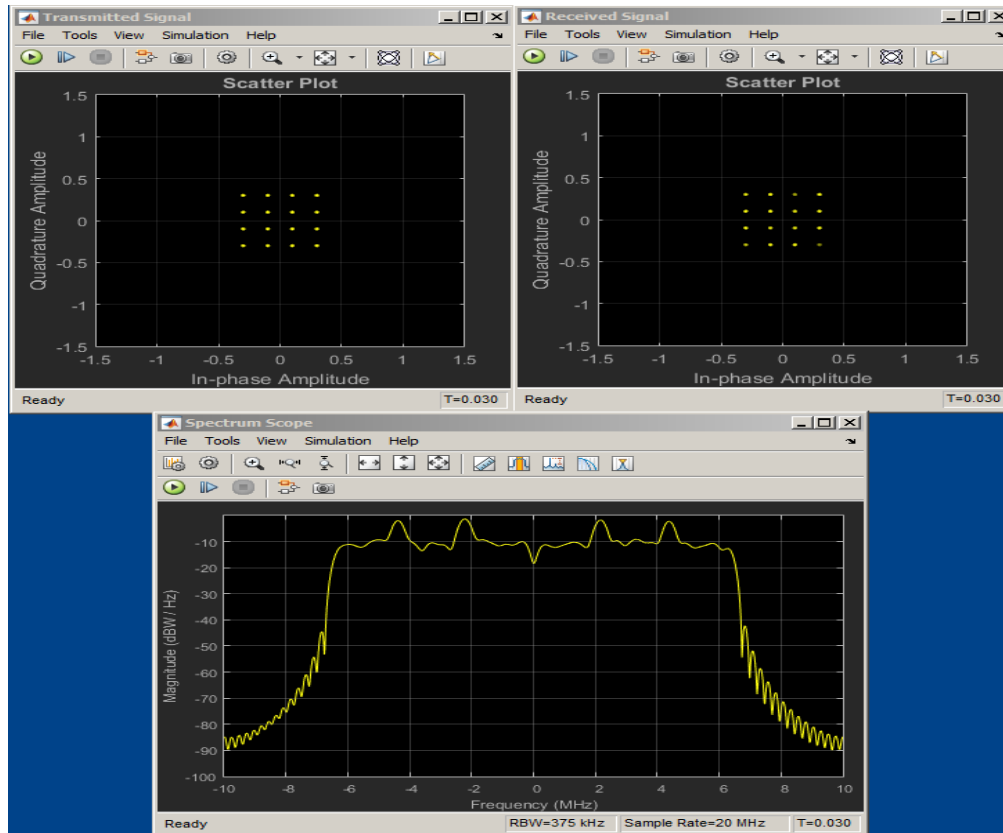 Transmitted Signal
File Tools View Simulation Help
Scatter Plot
1.5
1
0.5
0
-0.5
-1
-1.5
Quadrature Amplitude
-1.5 -1 -0.5 0 0.5 1 1.5
In-phase Amplitude
Ready T=0.030
Received Signal
File Tools View Simulation Help
Scatter Plot
1.5
1
0.5
0
-0.5
-1
-1.5
Quadrature Amplitude
-1.5 -1 -0.5 0 0.5 1 1.5
In-phase Amplitude
Ready T=0.030
Spectrum Scope
File Tools View Simulation Help
-10
-20
-30
-40
-50
-60
-70
-80
-90
-100
Magnitude (dBW / Hz)
-10 -8 -6 -4 -2 0 2 4 6 8 10
Frequency (MHz)
Ready RBW=375 kHz Sample Rate=20 MHz T=0.030